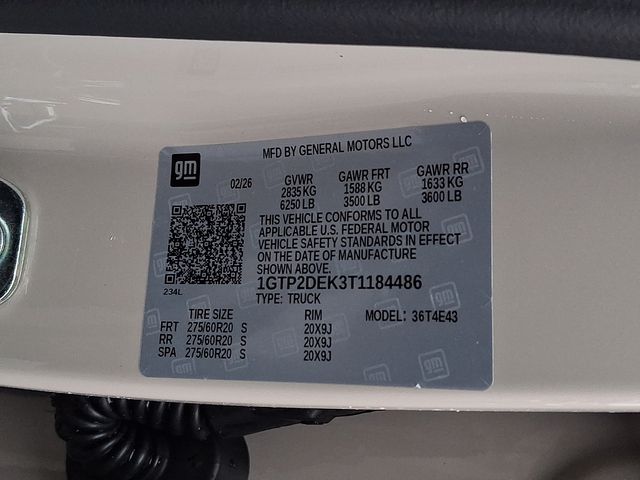 MFD BY GENERAL MOTORS LLC
gm
02/26
GVWR GAWR FRT GAWR RR
2835 KG 1588 KG 1633 KG
6250 LB 3500 LB 3600 LB
THIS VEHICLE CONFORMS TO ALL
APPLICABLE U.S. FEDERAL MOTOR
VEHICLE SAFETY STANDARDS IN EFFECT
ON THE DATE OF MANUFACTURE
SHOWN ABOVE.
234L
1GTP2DEK3T1184486
TYPE: TRUCK
TIRE SIZE RIM MODEL: 36T4E43
FRT 275/60R20 S 20X9J
RR 275/60R20 S 20X9J
SPA 275/60R20 S 20X9J